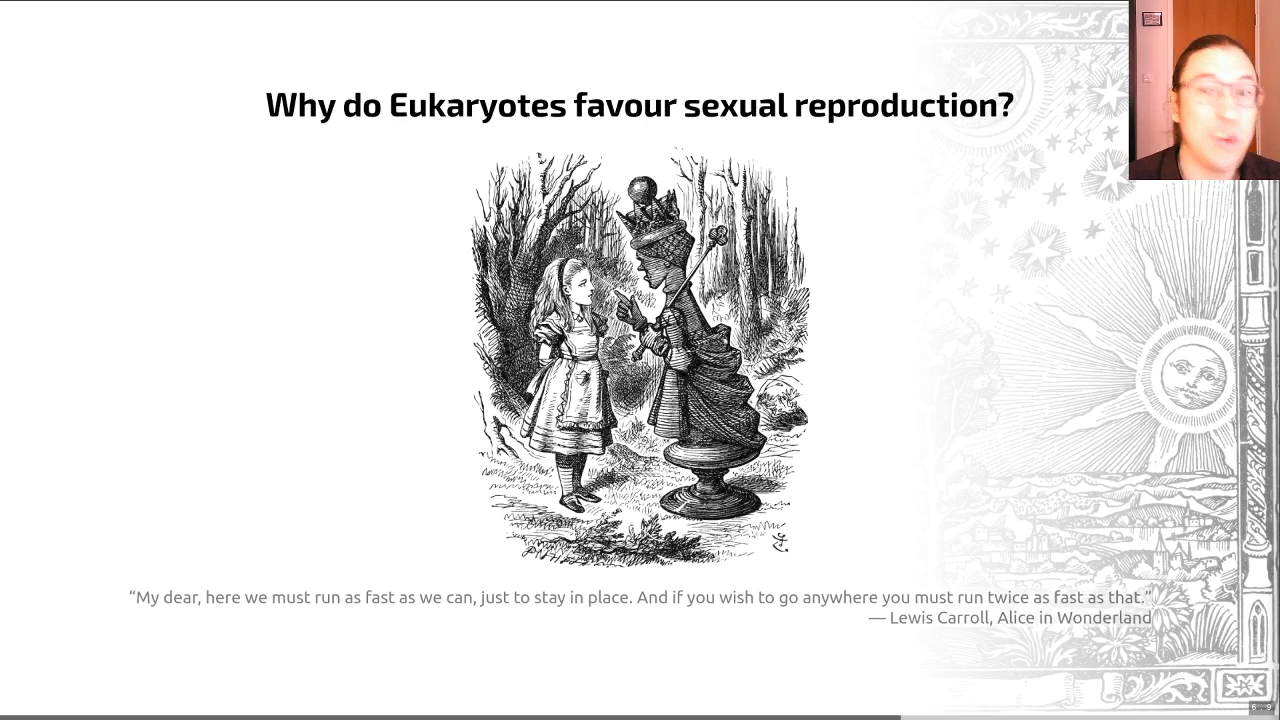 Why do Eukaryotes favour sexual reproduction?
“My dear, here we must run as fast as we can, just to stay in place. And if you wish to go anywhere you must run twice as fast as that.”
— Lewis Carroll, Alice in Wonderland
6 . 9